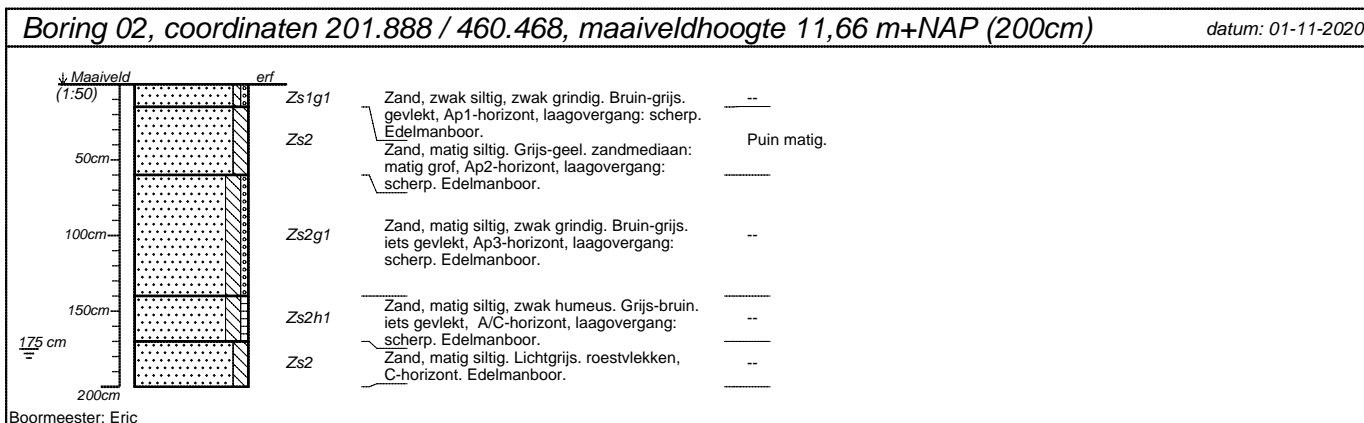 Boring 02, coordinaten 201.888 / 460.468, maaiveldhoogte 11,66 m+NAP (200cm)
datum: 01-11-2020
Maaiveld
erf
(1:50)
Zs1g1
Zand, zwak siltig, zwak grindig. Bruin-grijs.
gevlekt, Ap1-horizont, laagovergang: scherp.
Edelmanboor.
--
50cm
Zs2
Zand, matig siltig. Grijs-geel. zandmediaan:
matig grof, Ap2-horizont, laagovergang:
scherp. Edelmanboor.
Puin matig.
100cm
Zs2g1
Zand, matig siltig, zwak grindig. Bruin-grijs.
iets gevlekt, Ap3-horizont, laagovergang:
scherp. Edelmanboor.
--
150cm
Zs2h1
Zand, matig siltig, zwak humeus. Grijs-bruin.
iets gevlekt, A/C-horizont, laagovergang:
scherp. Edelmanboor.
--
175 cm
Zs2
Zand, matig siltig. Lichtgrijs. roestvlekken,
C-horizont. Edelmanboor.
--
200cm
Boormeester: Eric